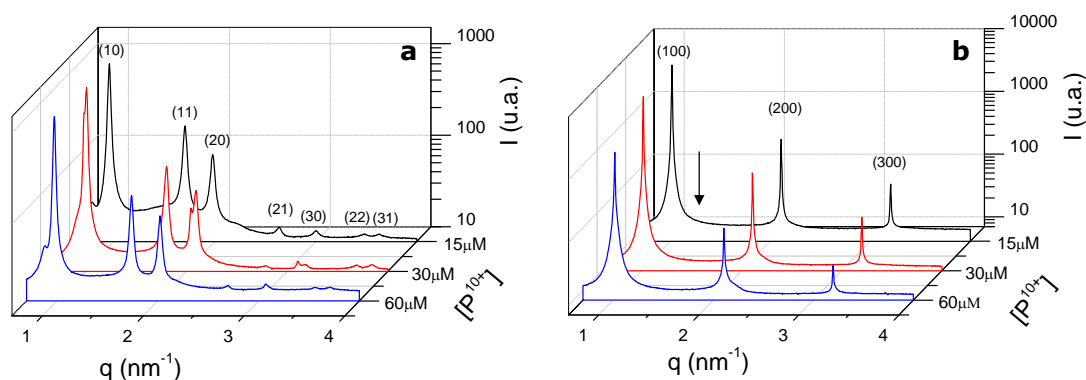 a
(10)
(11)
(20)
(21)
(30)
(22)
(31)
1000
100
10
I (u.a.)
15µM
30µM
60µM
[P¹⁰⁺]
1
2
3
4
q (nm⁻¹)
b
(100)
(200)
(300)
10000
1000
100
10
I (u.a.)
15µM
30µM
60µM
[P¹⁰⁺]
1
2
3
4
q (nm⁻¹)